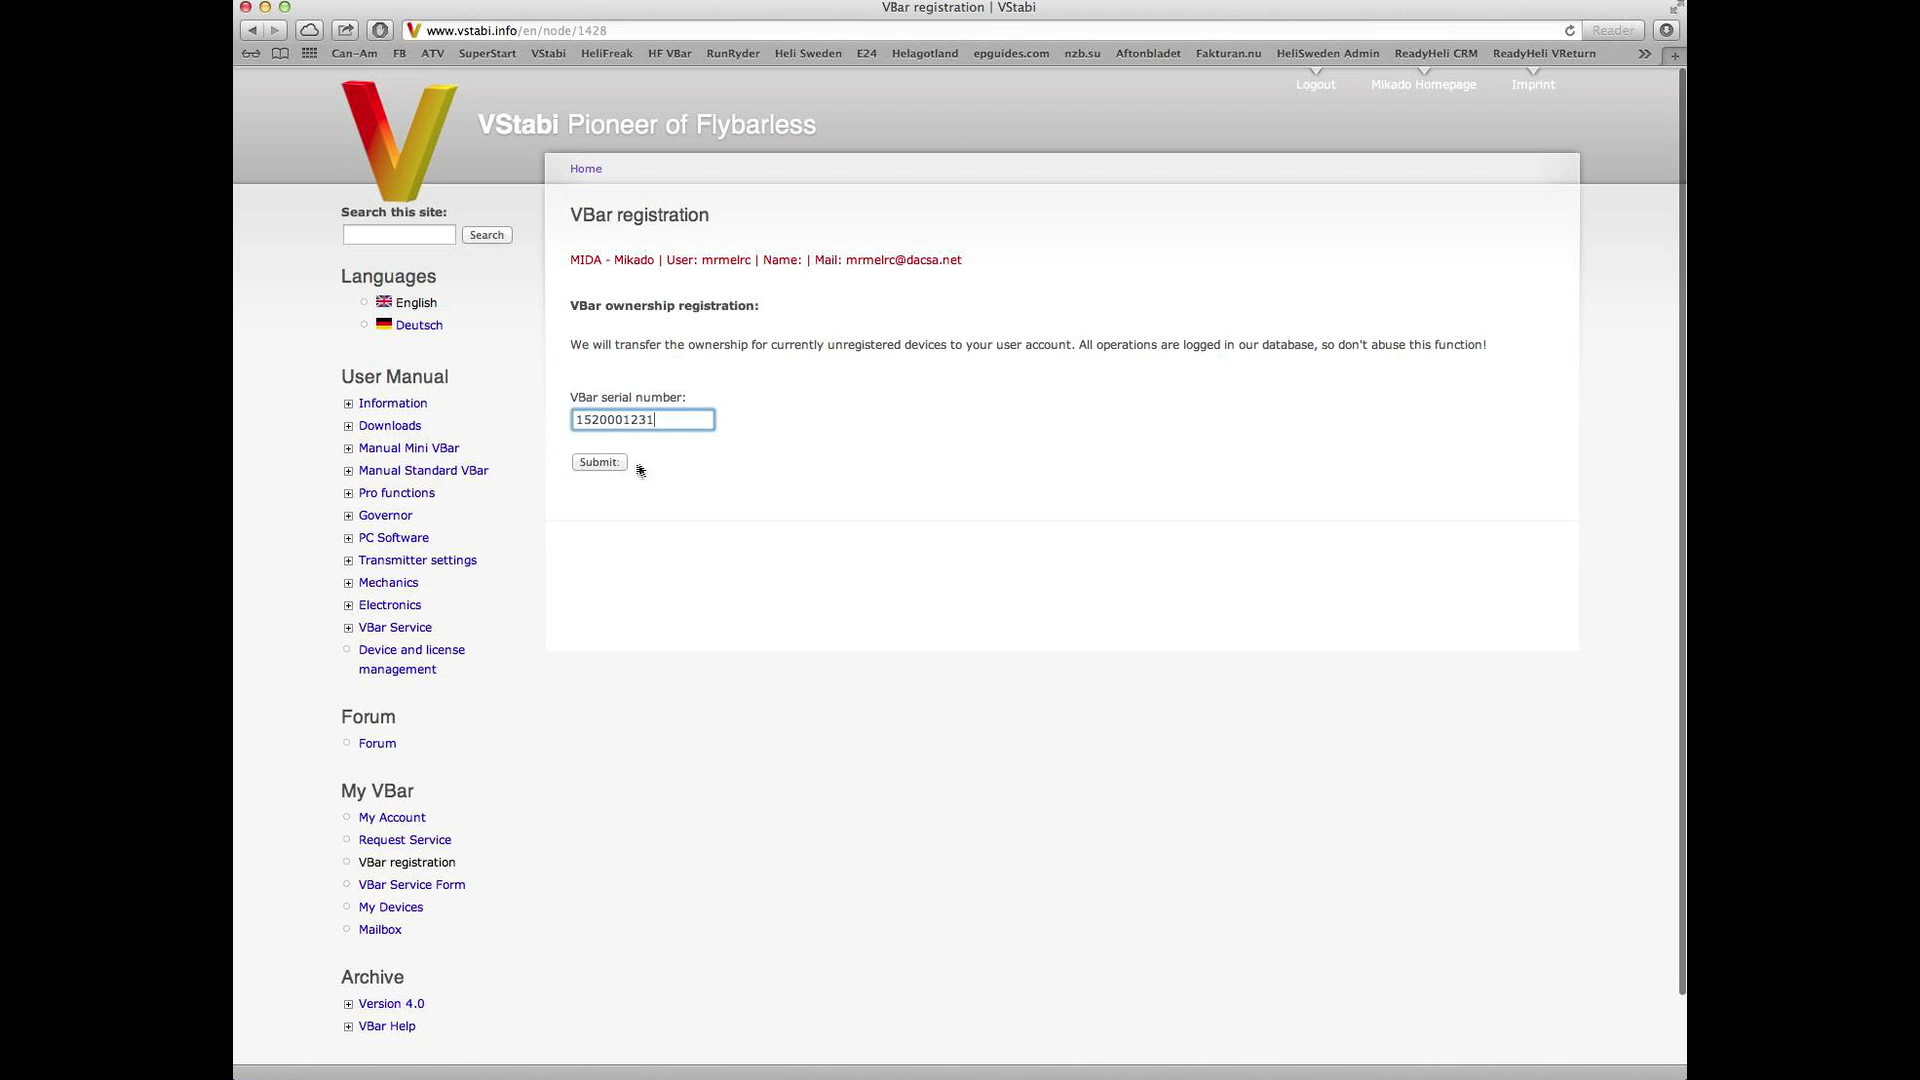 VBar registration | VStabi
www.vstabi.info/en/node/1428
Reader
Can-Am FB ATV SuperStart VStabi HeliFreak HF VBar RunRyder Heli Sweden E24 Helagotland epguides.com nzb.su Aftonbladet Fakturan.nu HeliSweden Admin ReadyHeli CRM ReadyHeli VReturn
Logout Mikado Homepage Imprint
VStabi Pioneer of Flybarless
Home
Search this site:
Search
Languages
English
Deutsch
User Manual
Information
Downloads
Manual Mini VBar
Manual Standard VBar
Pro functions
Governor
PC Software
Transmitter settings
Mechanics
Electronics
VBar Service
Device and license
management
Forum
Forum
My VBar
My Account
Request Service
VBar registration
VBar Service Form
My Devices
Mailbox
Archive
Version 4.0
VBar Help
VBar registration
MIDA - Mikado | User: mrmelrc | Name: | Mail: mrmelrc@dacsa.net
VBar ownership registration:
We will transfer the ownership for currently unregistered devices to your user account. All operations are logged in our database, so don't abuse this function!
VBar serial number:
1520001231
Submit: